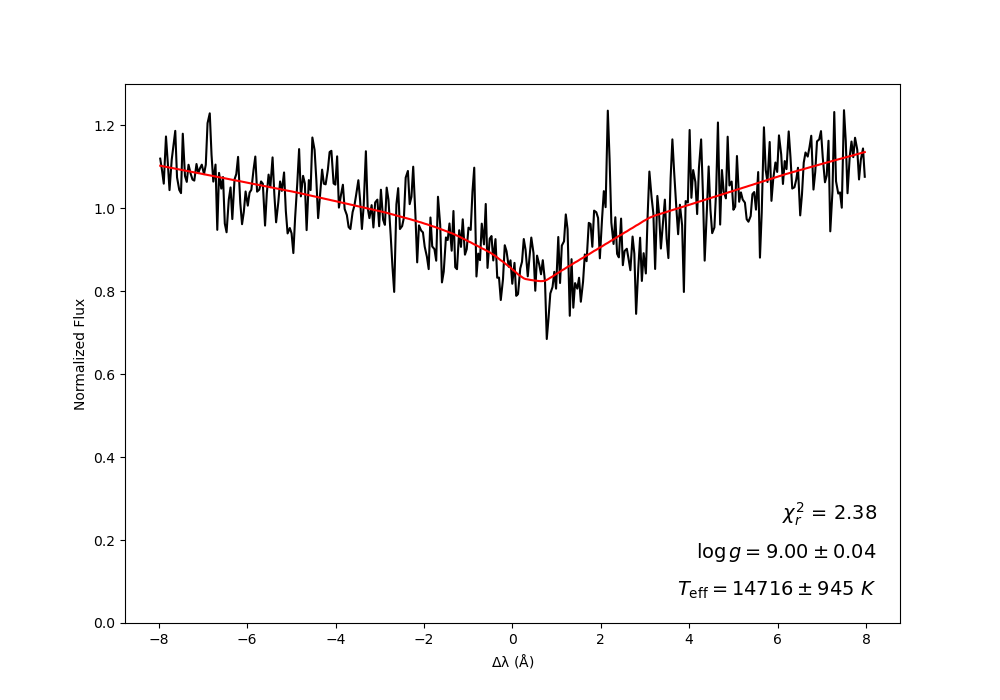 1.2
1.0
0.8
0.6
0.4
0.2
0.0
Normalized Flux
χ²ᵣ = 2.38
log g = 9.00 ± 0.04
T_eff = 14716 ± 945 K
−8 −6 −4 −2 0 2 4 6 8
Δλ (Å)